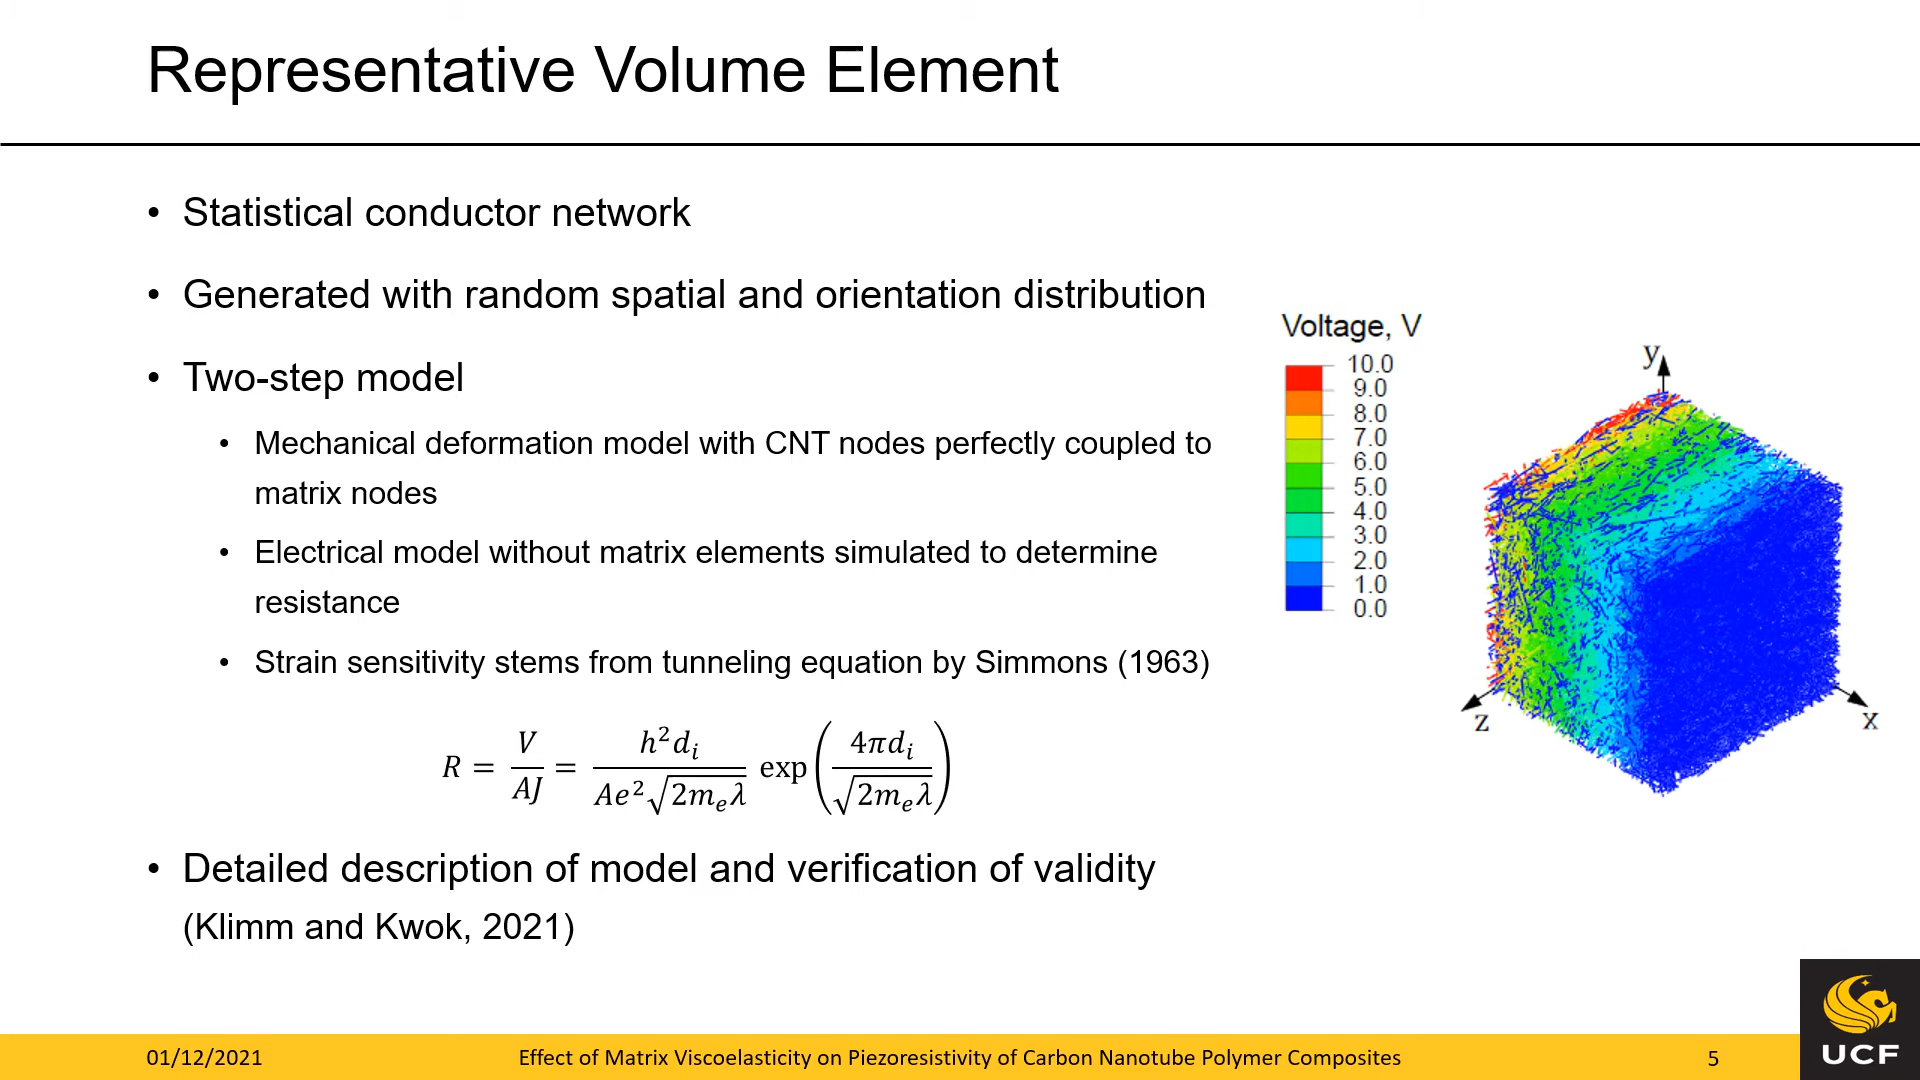 Representative Volume Element
• Statistical conductor network
• Generated with random spatial and orientation distribution
• Two-step model
• Mechanical deformation model with CNT nodes perfectly coupled to
matrix nodes
• Electrical model without matrix elements simulated to determine
resistance
• Strain sensitivity stems from tunneling equation by Simmons (1963)
R = V/AJ = h²dᵢ / Ae²√(2mₑλ) exp(4πdᵢ / √(2mₑλ))
• Detailed description of model and verification of validity
(Klimm and Kwok, 2021)
Voltage, V
10.0
9.0
8.0
7.0
6.0
5.0
4.0
3.0
2.0
1.0
0.0
y
z
x
UCF
01/12/2021
Effect of Matrix Viscoelasticity on Piezoresistivity of Carbon Nanotube Polymer Composites
5